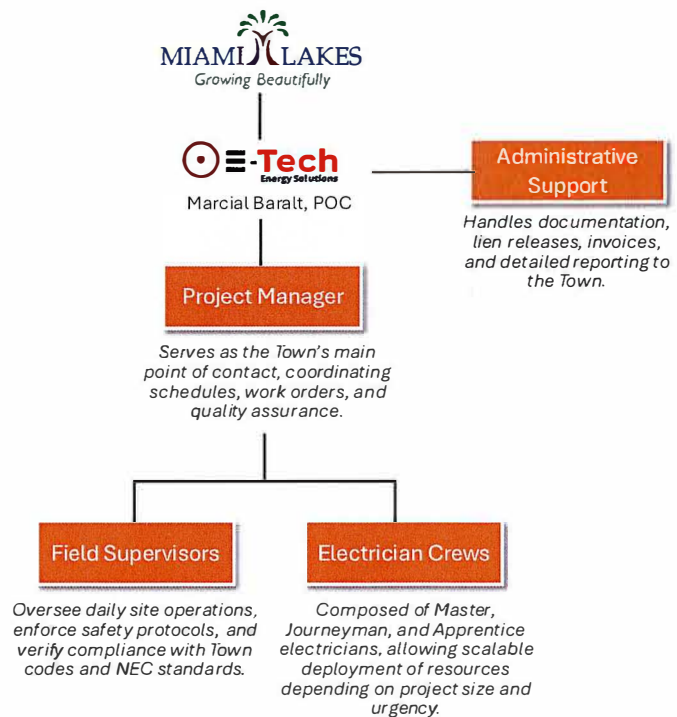 MIAMI LAKES
Growing Beautifully
E-Tech
Energy Solutions
Marcial Baralt, POC
Administrative
Support
Handles documentation,
lien releases, invoices,
and detailed reporting to
the Town.
Project Manager
Serves as the Town's main
point of contact, coordinating
schedules, work orders, and
quality assurance.
Field Supervisors
Oversee daily site operations,
enforce safety protocols, and
verify compliance with Town
codes and NEC standards.
Electrician Crews
Composed of Master,
Journeyman, and Apprentice
electricians, allowing scalable
deployment of resources
depending on project size and
urgency.